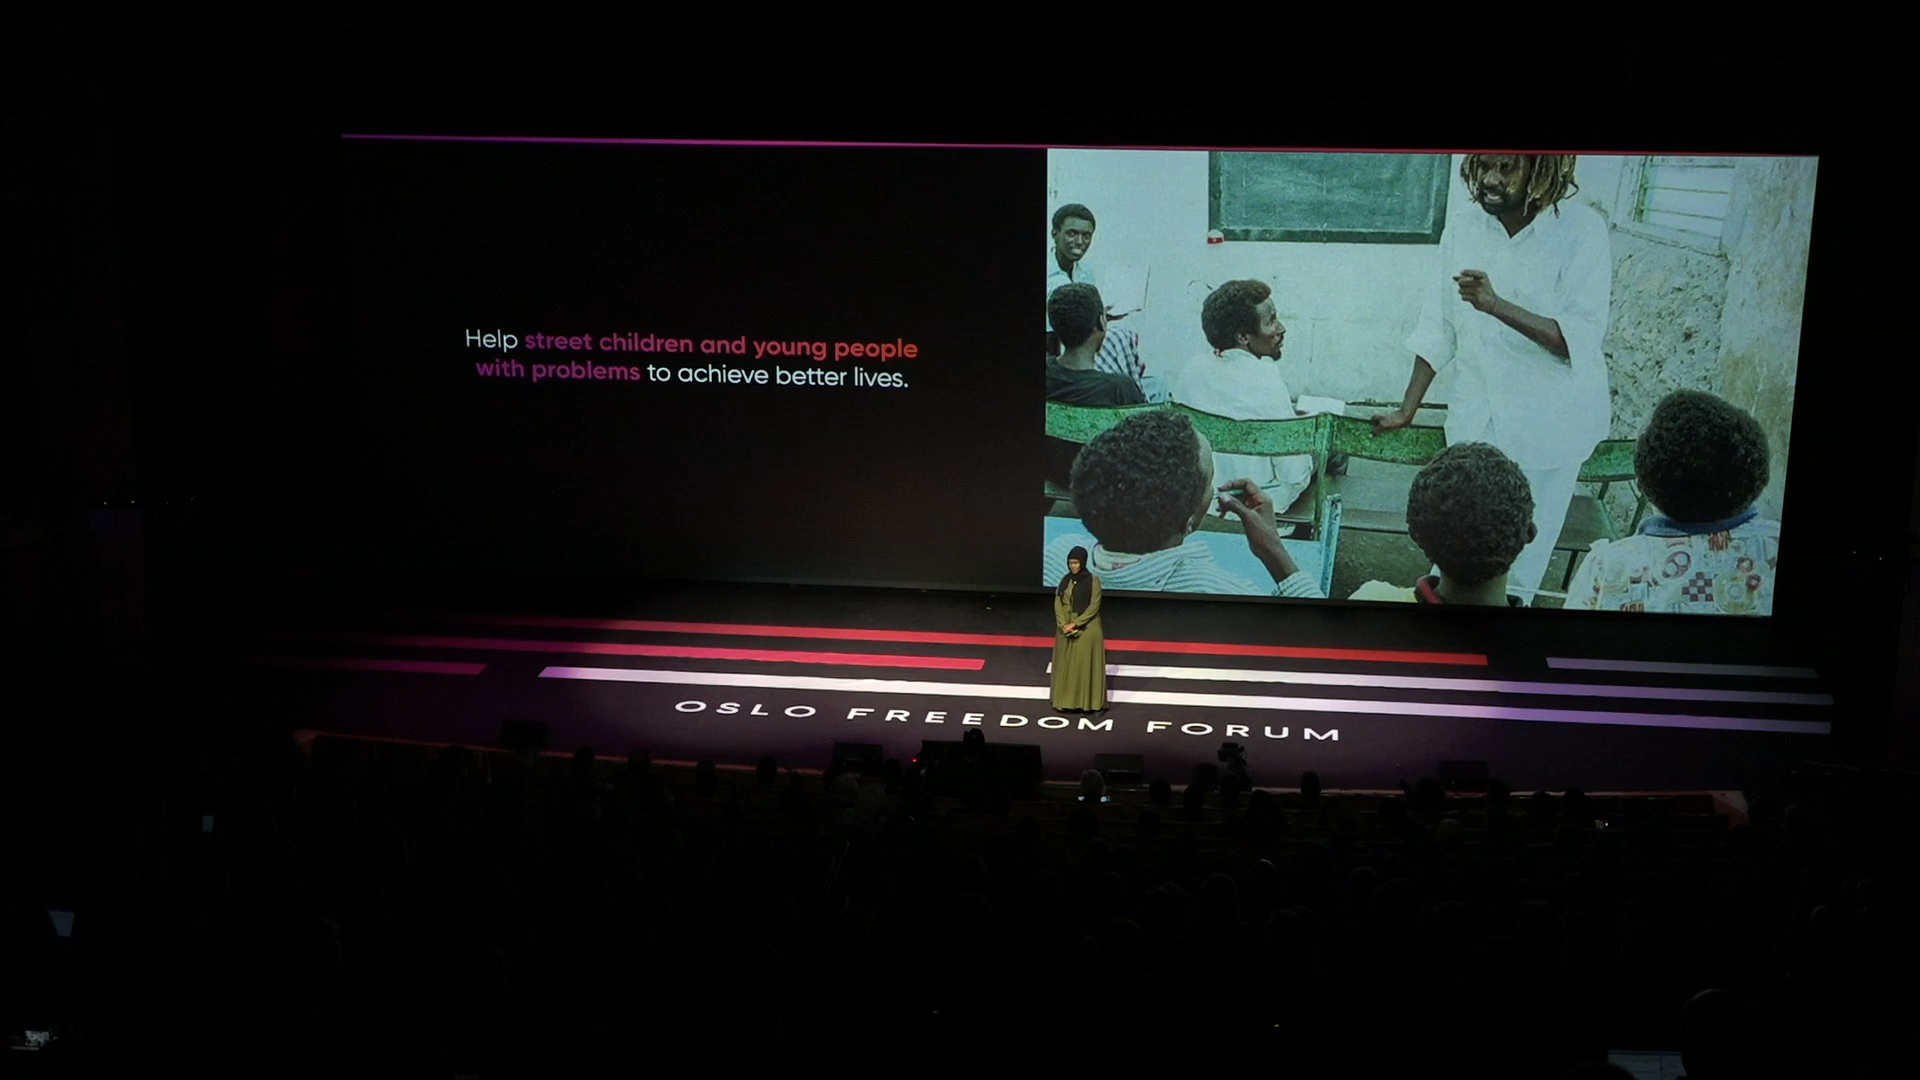 Help street children and young people
with problems to achieve better lives.
OSLO FREEDOM FORUM